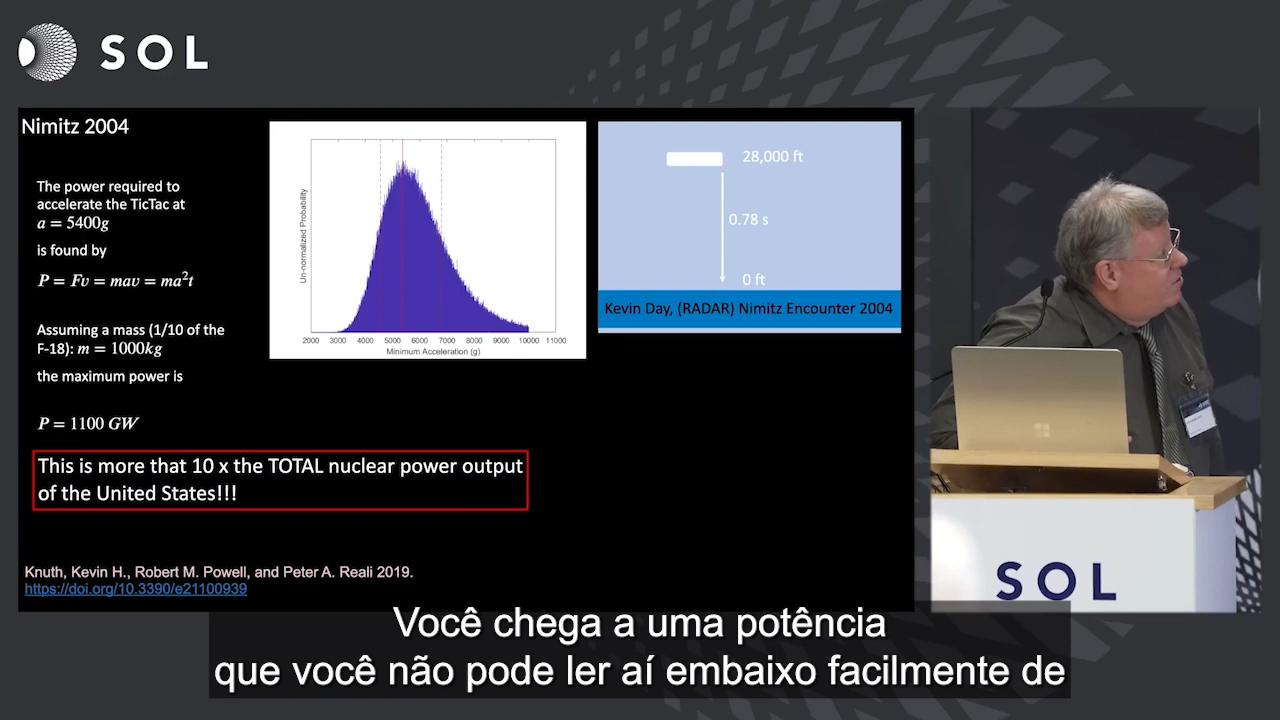 SOL
Nimitz 2004
The power required to
accelerate the TicTac at
a = 5400g
is found by
P = Fv = mav = ma²t
Assuming a mass (1/10 of the
F-18): m = 1000kg
the maximum power is
P = 1100 GW
This is more that 10 x the TOTAL nuclear power output
of the United States!!!
Knuth, Kevin H., Robert M. Powell, and Peter A. Reali 2019.
https://doi.org/10.3390/e21100939
Un-normalized Probability
2000 3000 4000 5000 6000 7000 8000 9000 10000 11000
Minimum Acceleration (g)
28,000 ft
0.78 s
0 ft
Kevin Day, (RADAR) Nimitz Encounter 2004
SOL
Você chega a uma potência
que você não pode ler aí embaixo facilmente de